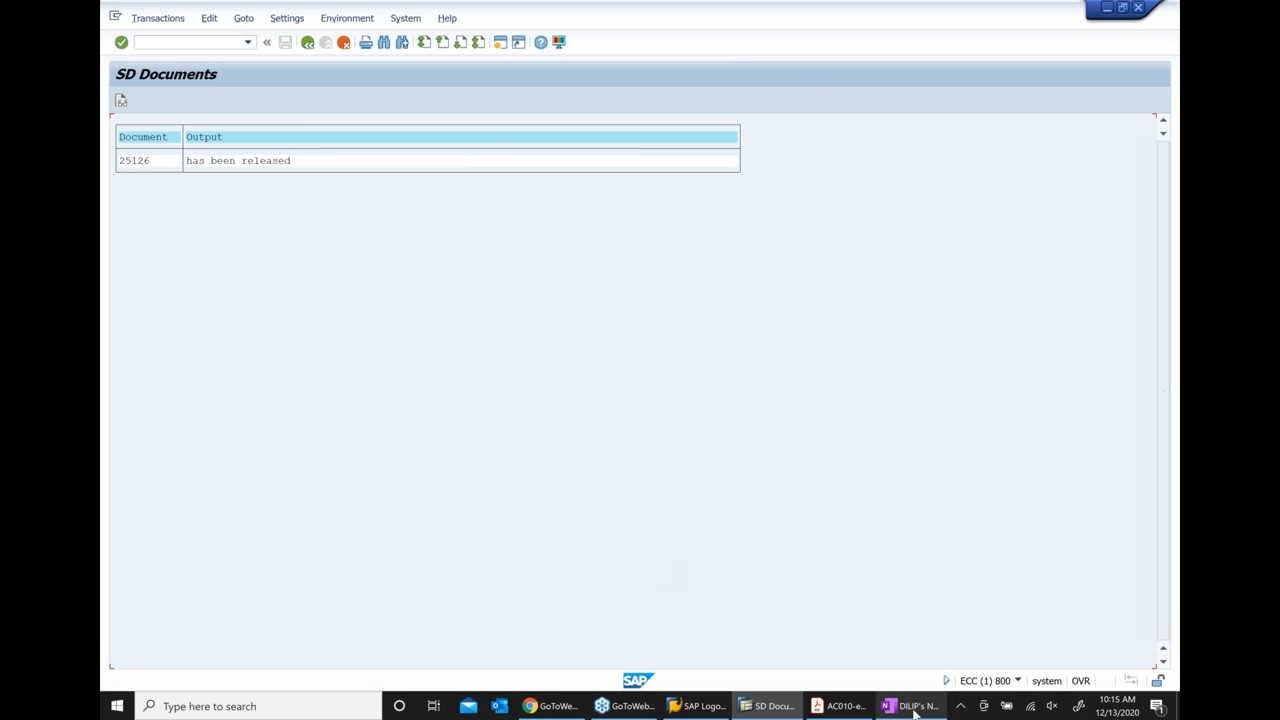 Transactions Edit Goto Settings Environment System Help
SD Documents
Document Output
25126 has been released
SAP
ECC (1) 800 system OVR
Type here to search
GoToWe... GoToWeb... SAP Logo... SD Docu... AC010-e... DILIP's N...
10:15 AM
12/13/2020
1